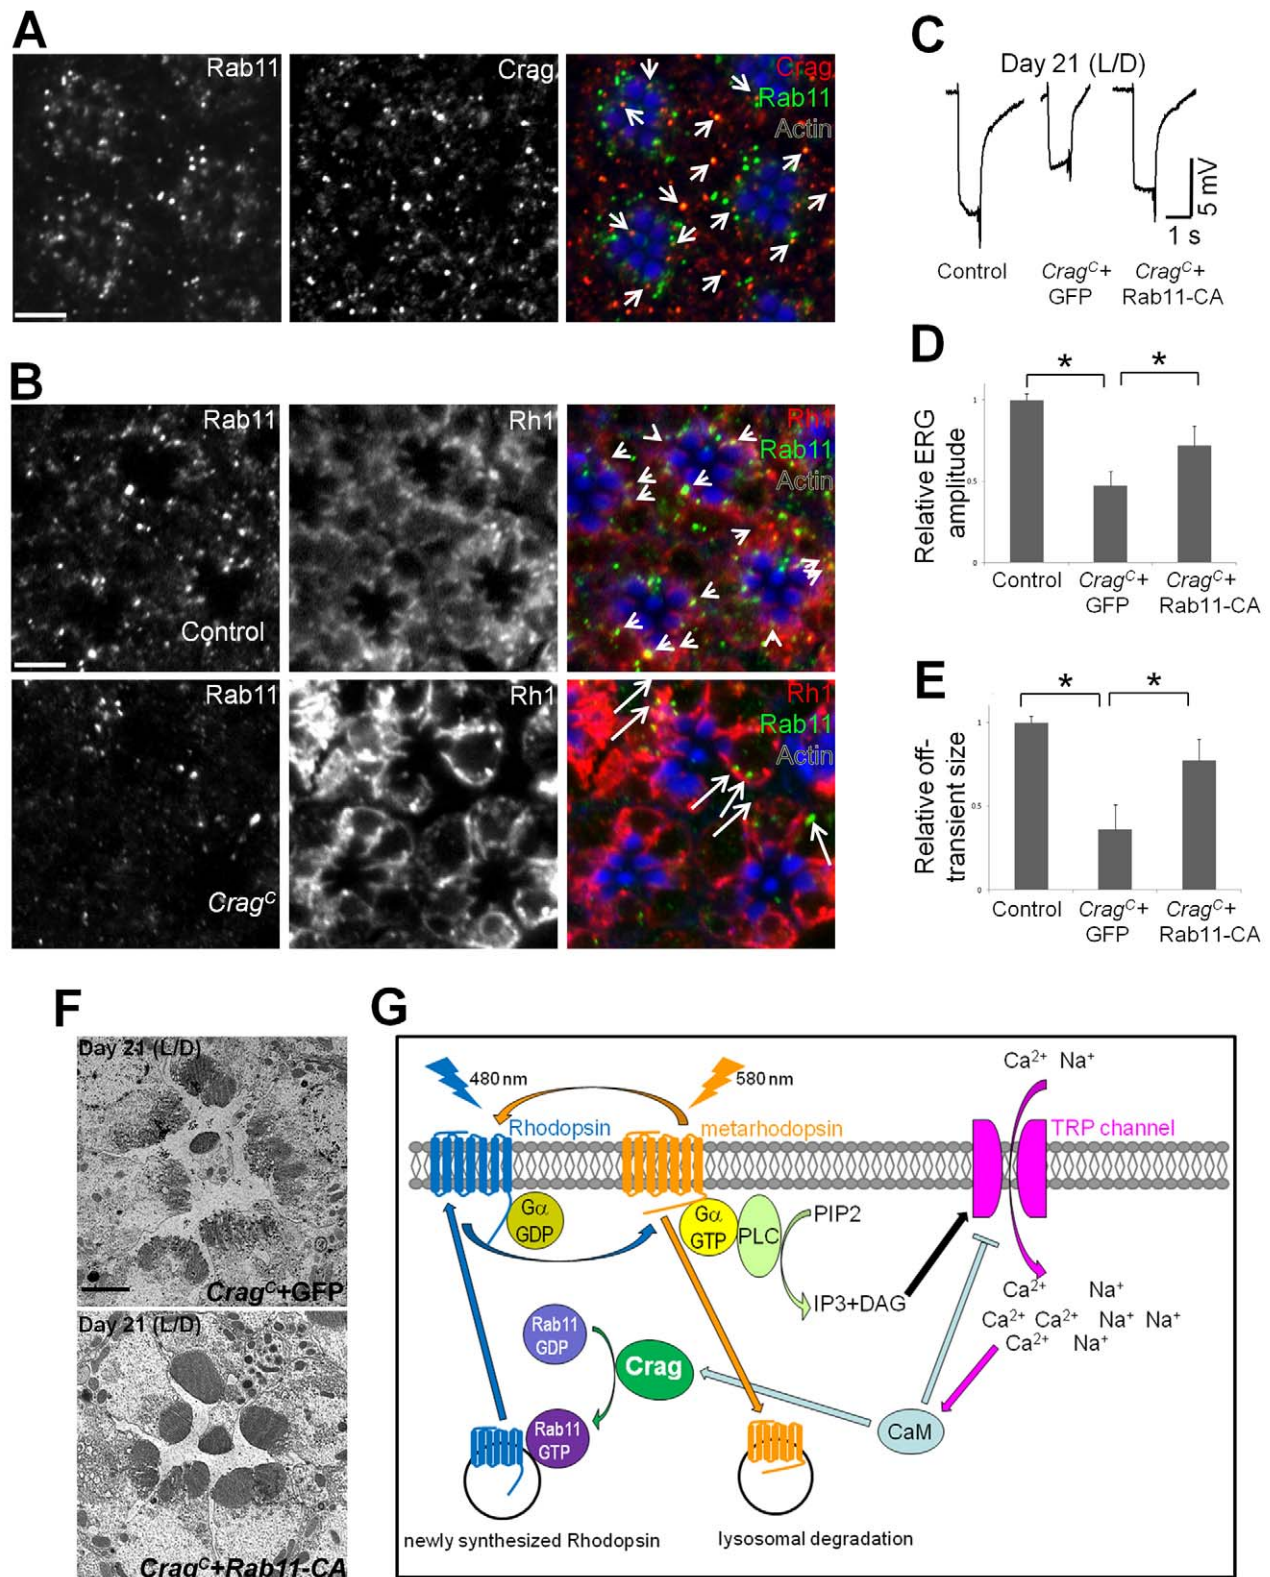 A
Rab11
Crag
Crag
Rab11
Actin
B
Rab11
Control
Rh1
Rh1
Rab11
Actin
Rab11
Crag^C
Rh1
Rh1
Rab11
Actin
C
Day 21 (L/D)
5 mV
1 s
Control
Crag^C+
GFP
Crag^C+
Rab11-CA
D
Relative ERG
amplitude
1
0.5
0
*
*
Control
Crag^C+
GFP
Crag^C+
Rab11-CA
E
Relative off-
transient size
1
0.5
0
*
*
Control
Crag^C+
GFP
Crag^C+
Rab11-CA
F
Day 21 (L/D)
Crag^C+GFP
Day 21 (L/D)
Crag^C+Rab11-CA
G
480 nm
580 nm
Ca2+ Na+
Rhodopsin
metarhodopsin
TRP channel
Gα
GDP
Gα
GTP
PLC
PIP2
IP3+DAG
Ca2+ Na+
Ca2+ Ca2+ Na+ Na+
Ca2+ Na+
Rab11
GDP
Crag
Rab11
GTP
CaM
newly synthesized Rhodopsin
lysosomal degradation